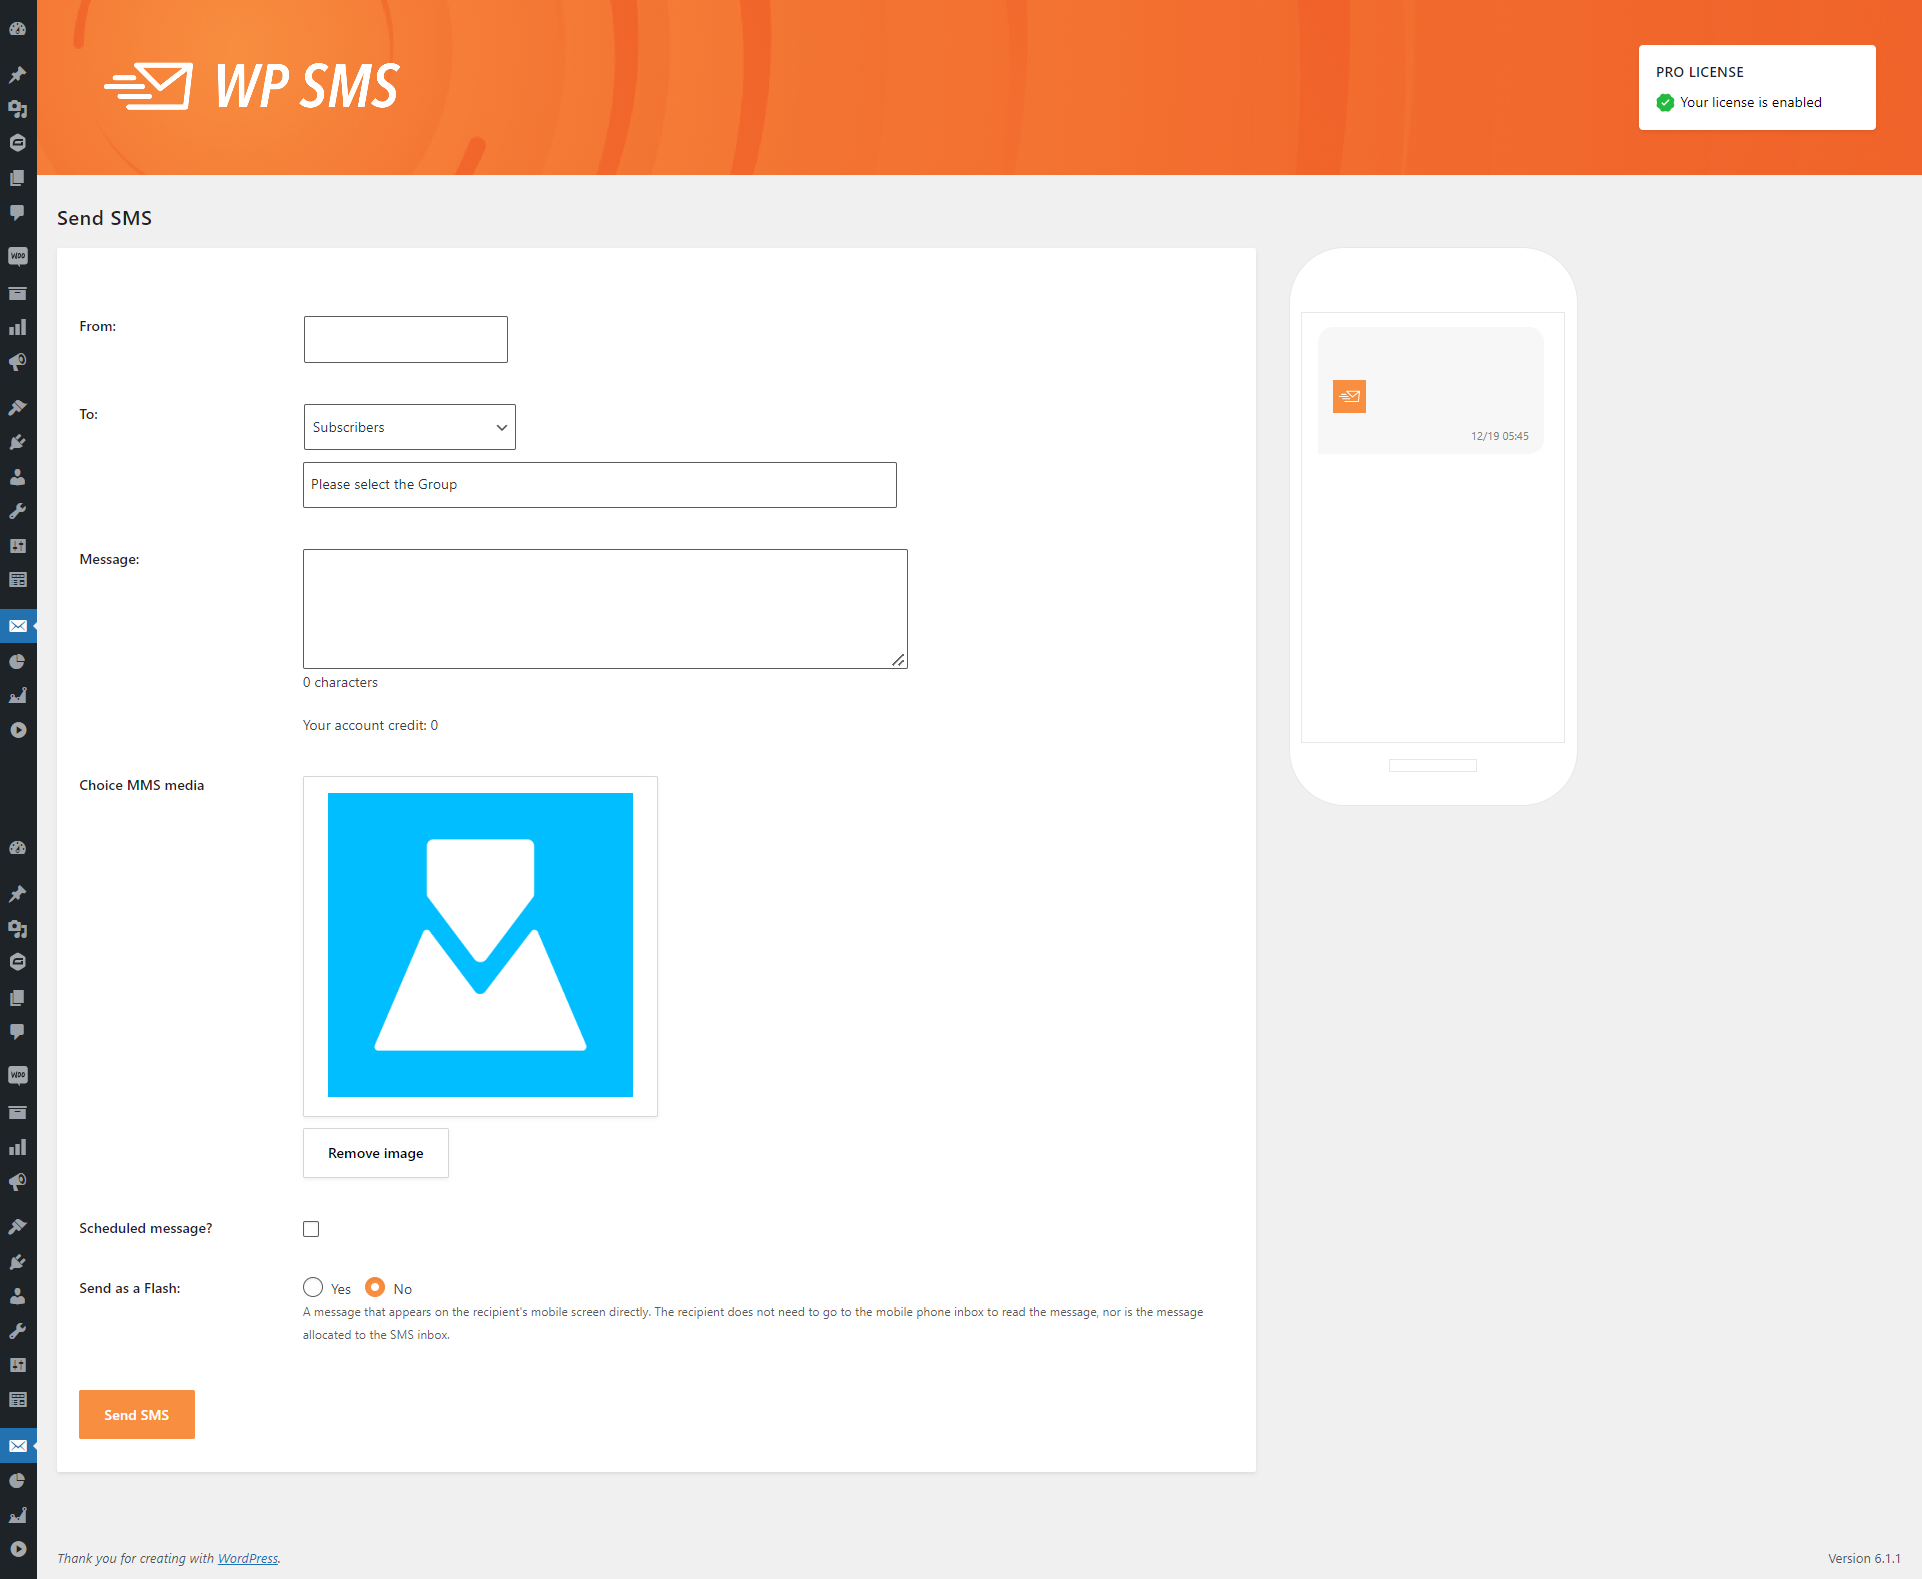 WP SMS
PRO LICENSE
Your license is enabled
Send SMS
From:
To:
Subscribers
Please select the Group
12/19 05:45
Message:
0 characters
Your account credit: 0
Choice MMS media
Remove image
Scheduled message?
Send as a Flash:
Yes No
A message that appears on the recipient's mobile screen directly. The recipient does not need to go to the mobile phone inbox to read the message, nor is the message
allocated to the SMS inbox.
Send SMS
Thank you for creating with WordPress.
Version 6.1.1
WOO
WOO